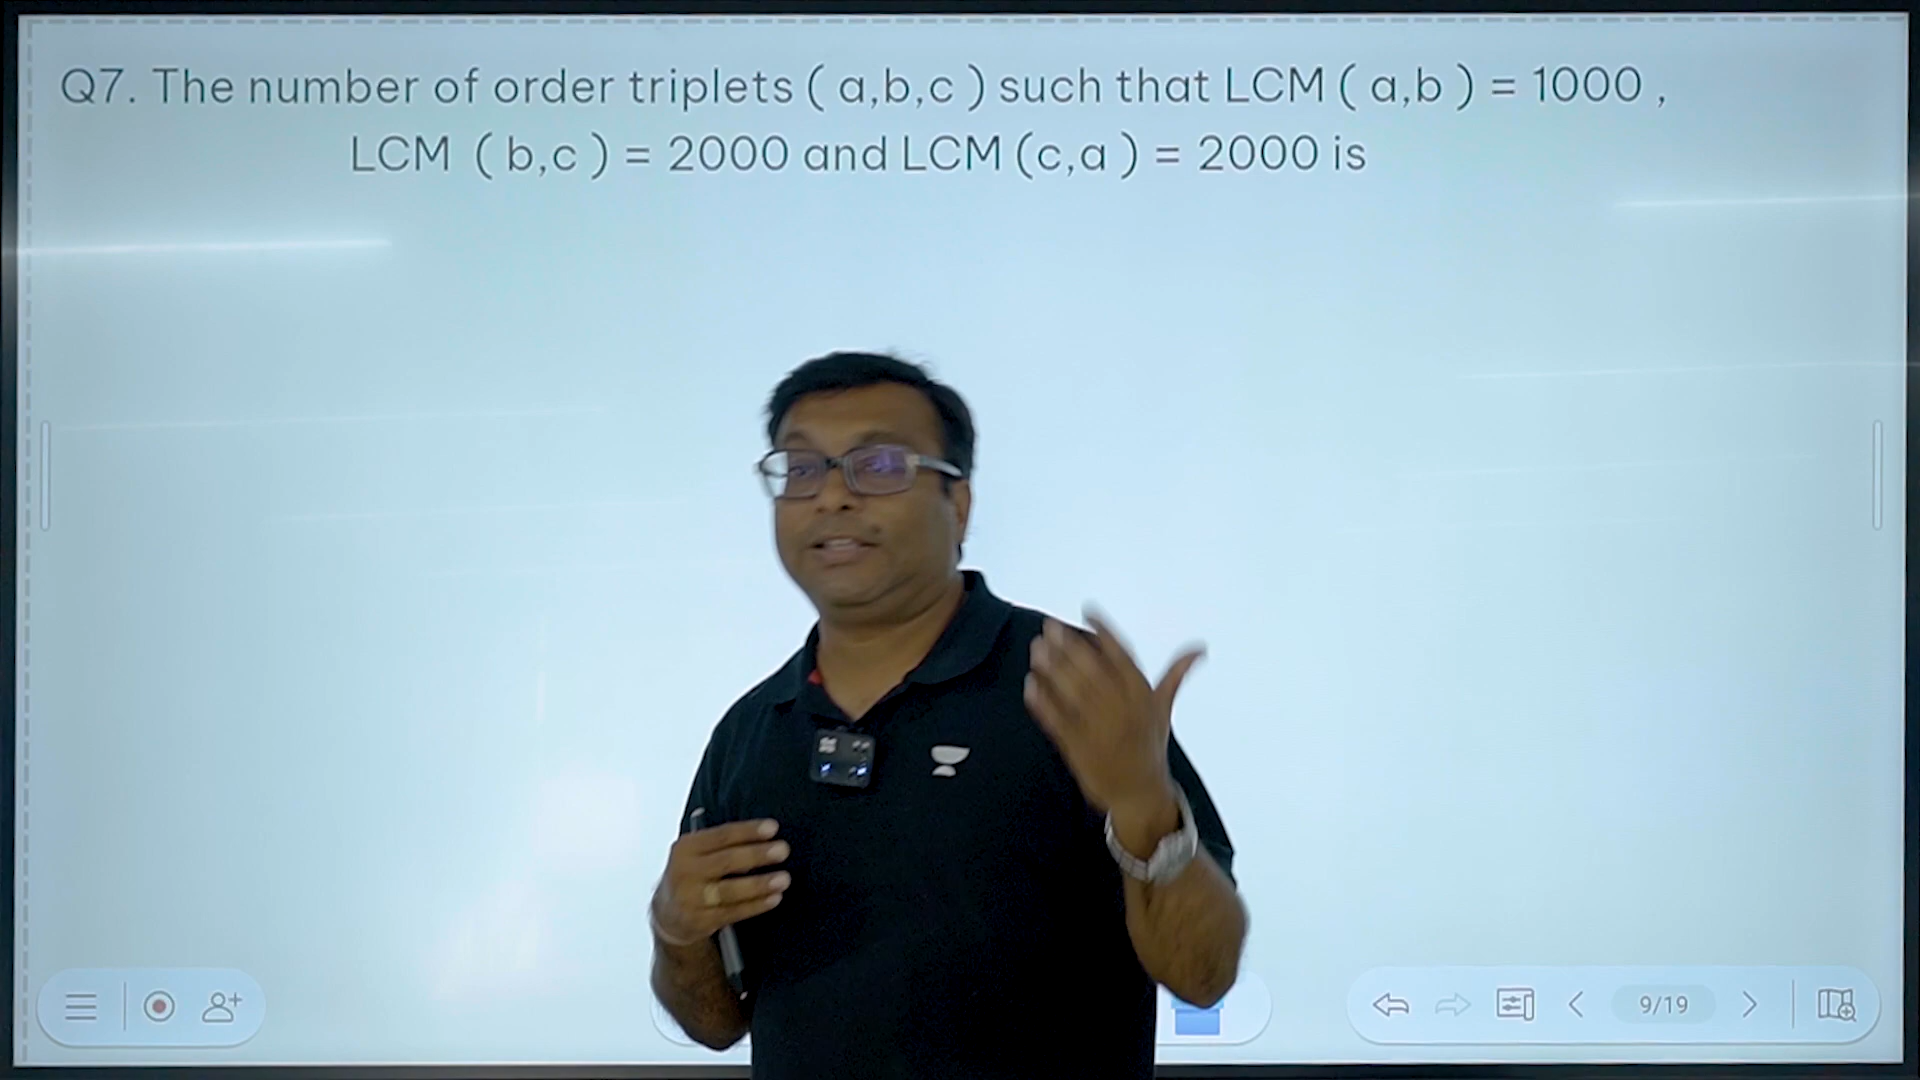 Q7. The number of order triplets ( a,b,c ) such that LCM ( a,b ) = 1000 ,
LCM ( b,c ) = 2000 and LCM (c,a ) = 2000 is
9/19